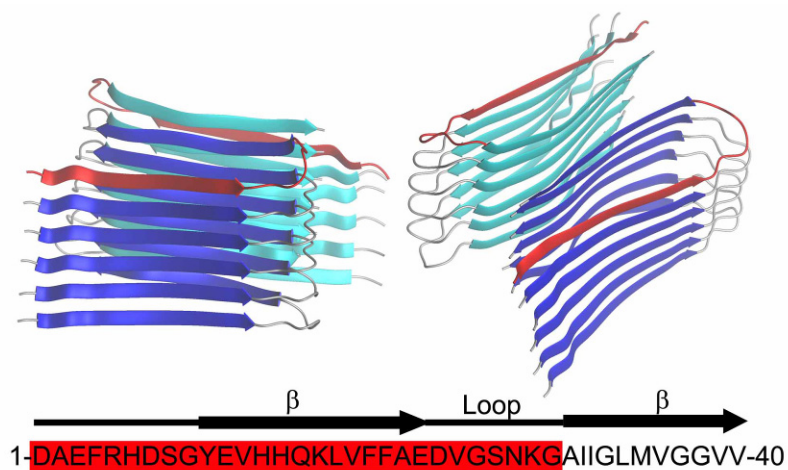 β Loop β
1-DAEFRHDSGYEVHHQKLVFFAEDVGSNKGAIIGLMVGGVV-40